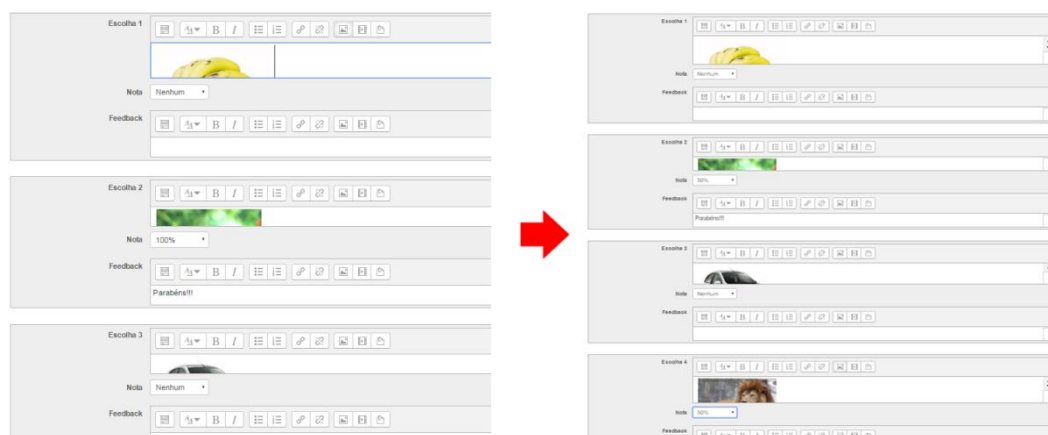 Escolha 1
Nota Nenhum
Feedback
Escolha 2
Nota 100%
Feedback
Parabéns!!!
Escolha 3
Nota Nenhum
Feedback
Escolha 1
Nota Nenhum
Feedback
Escolha 2
Nota 50%
Feedback
Parabéns!!!
Escolha 3
Nota Nenhum
Feedback
Escolha 4
Nota 50%
Feedback